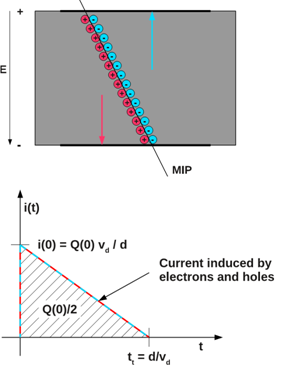 +
E
-
MIP
i(t)
i(0) = Q(0) v_d / d
Current induced by
electrons and holes
Q(0)/2
t
t_t = d/v_d